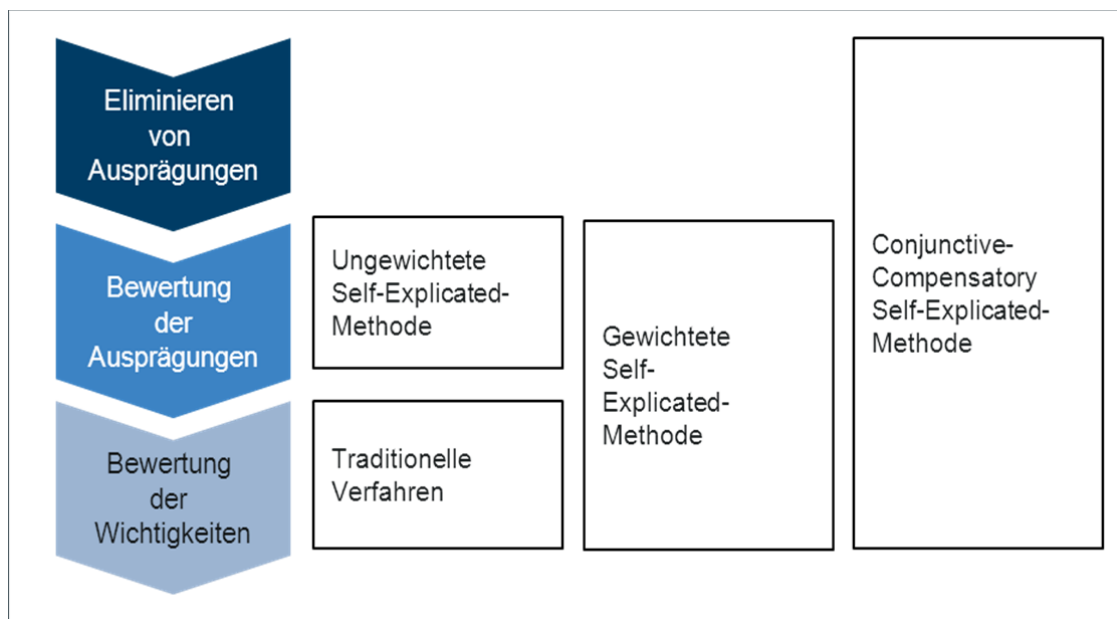 Eliminieren
von
Ausprägungen
Bewertung
der
Ausprägungen
Bewertung
der
Wichtigkeiten
Ungewichtete
Self-Explicated-
Methode
Traditionelle
Verfahren
Gewichtete
Self-
Explicated-
Methode
Conjunctive-
Compensatory
Self-Explicated-
Methode